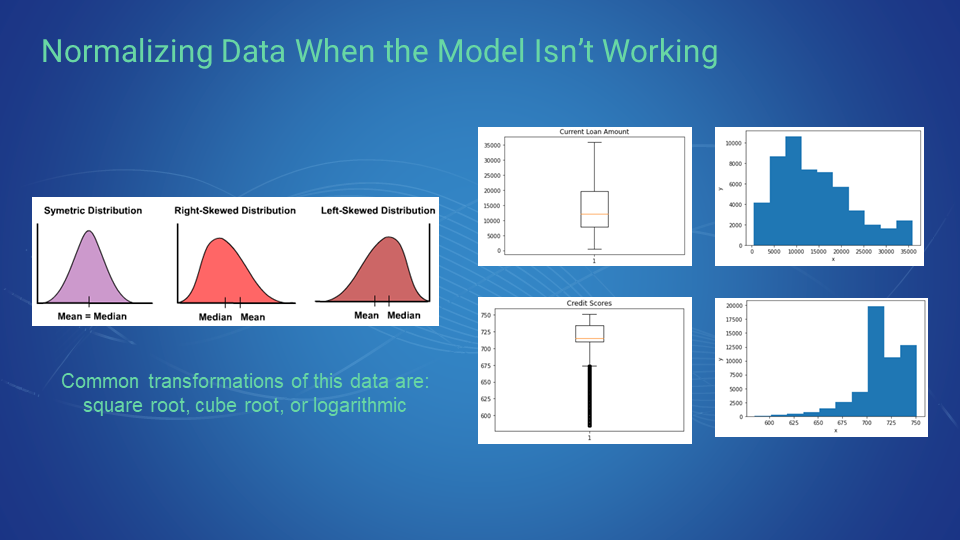 Normalizing Data When the Model Isn't Working
Symetric Distribution
Right-Skewed Distribution
Left-Skewed Distribution
Mean = Median
Median Mean
Mean Median
Common transformations of this data are:
square root, cube root, or logarithmic
Current Loan Amount
35000
30000
25000
20000
15000
10000
5000
0
1
10000
8000
6000
4000
2000
0
y
0 5000 10000 15000 20000 25000 30000 35000
x
Credit Scores
750
725
700
675
650
625
600
1
20000
17500
15000
12500
10000
7500
5000
2500
0
y
600 625 650 675 700 725 750
x